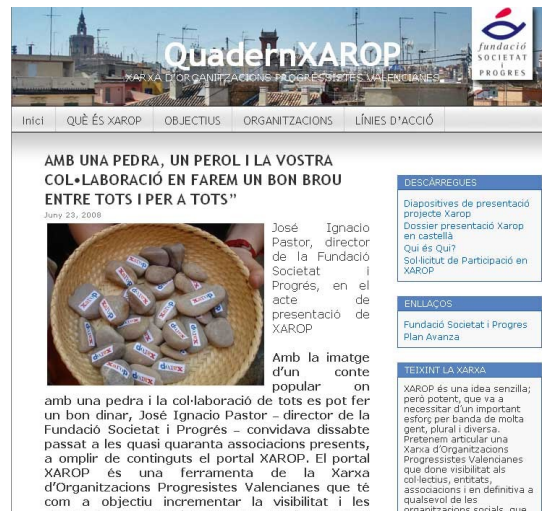 QuadernXAROP
XARXA D'ORGANITZACIONS PROGRESSISTES VALENCIANES
fundació
SOCIETAT
i
PROGRES
Inici
QUÈ ÉS XAROP
OBJECTIUS
ORGANITZACIONS
LÍNIES D'ACCIÓ
AMB UNA PEDRA, UN PEROL I LA VOSTRA
COL•LABORACIÓ EN FAREM UN BON BROU
ENTRE TOTS I PER A TOTS”
Juny 23, 2008
José Ignacio
Pastor, director
de la Fundació
Societat i
Progrés, en el
acte de
presentació de
XAROP
Amb la imatge
d’un conte
popular on
amb una pedra i la col·laboració de tots es pot fer
un bon dinar, José Ignacio Pastor – director de la
Fundació Societat i Progrés – convidava dissabte
passat a les quasi quaranta associacions presents,
a omplir de continguts el portal XAROP. El portal
XAROP és una ferramenta de la Xarxa
d’Organitzacions Progresistes Valencianes que té
com a objectiu incrementar la visibilitat i les
DESCÀRREGUES
Diapositives de presentació
projecte Xarop
Dossier presentació Xarop
en castellà
Qui és Qui?
Sol·licitut de Participació en
XAROP
ENLLAÇOS
Fundació Societat i Progres
Plan Avanza
TEIXINT LA XARXA
XAROP és una idea senzilla;
però potent, que va a
necessitar d’un important
esforç per banda de molta
gent, plural i diversa.
Pretenem articular una
Xarxa d’Organitzacions
Progressistes Valencianes
que done visibilitat als
col·lectius, entitats,
associacions i en definitiva a
qualsevol de les
organitzacions socials, que